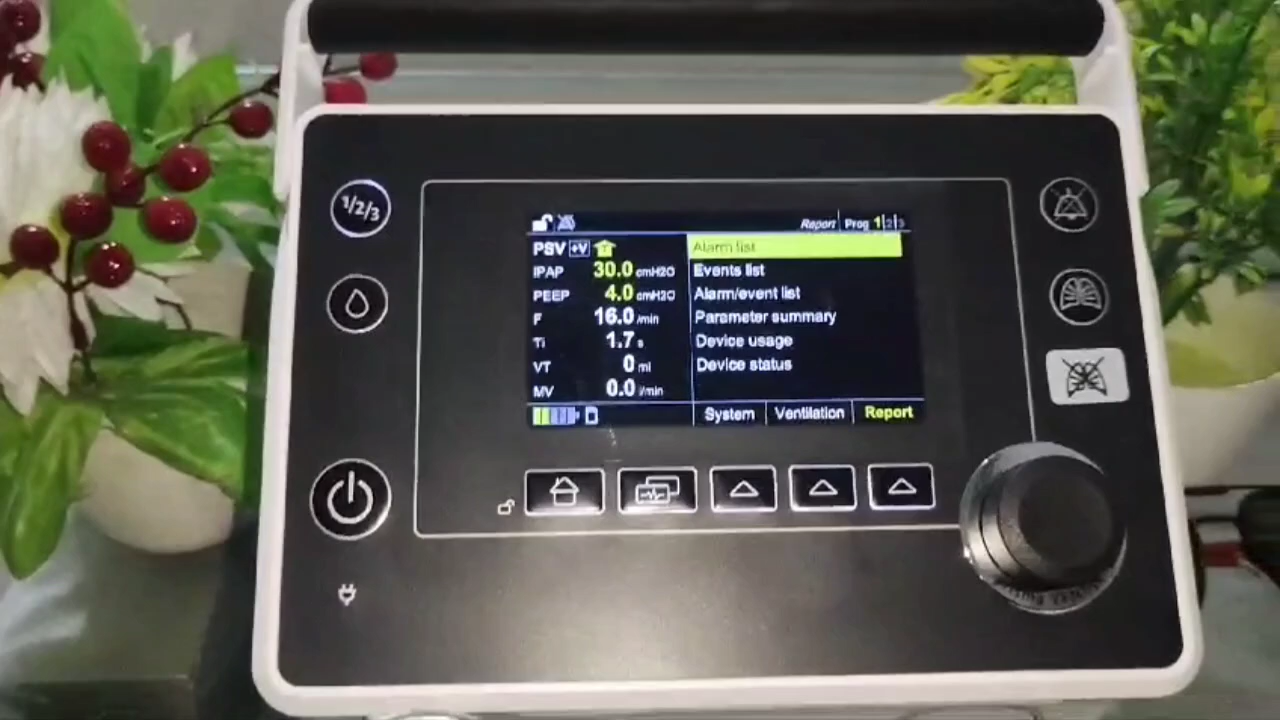 1/2/3
Report Prog 1 2 3
PSV +V T
IPAP 30.0 cmH2O
PEEP 4.0 cmH2O
F 16.0 /min
Ti 1.7 s
VT 0 ml
MV 0.0 l/min
Alarm list
Events list
Alarm/event list
Parameter summary
Device usage
Device status
System Ventilation Report